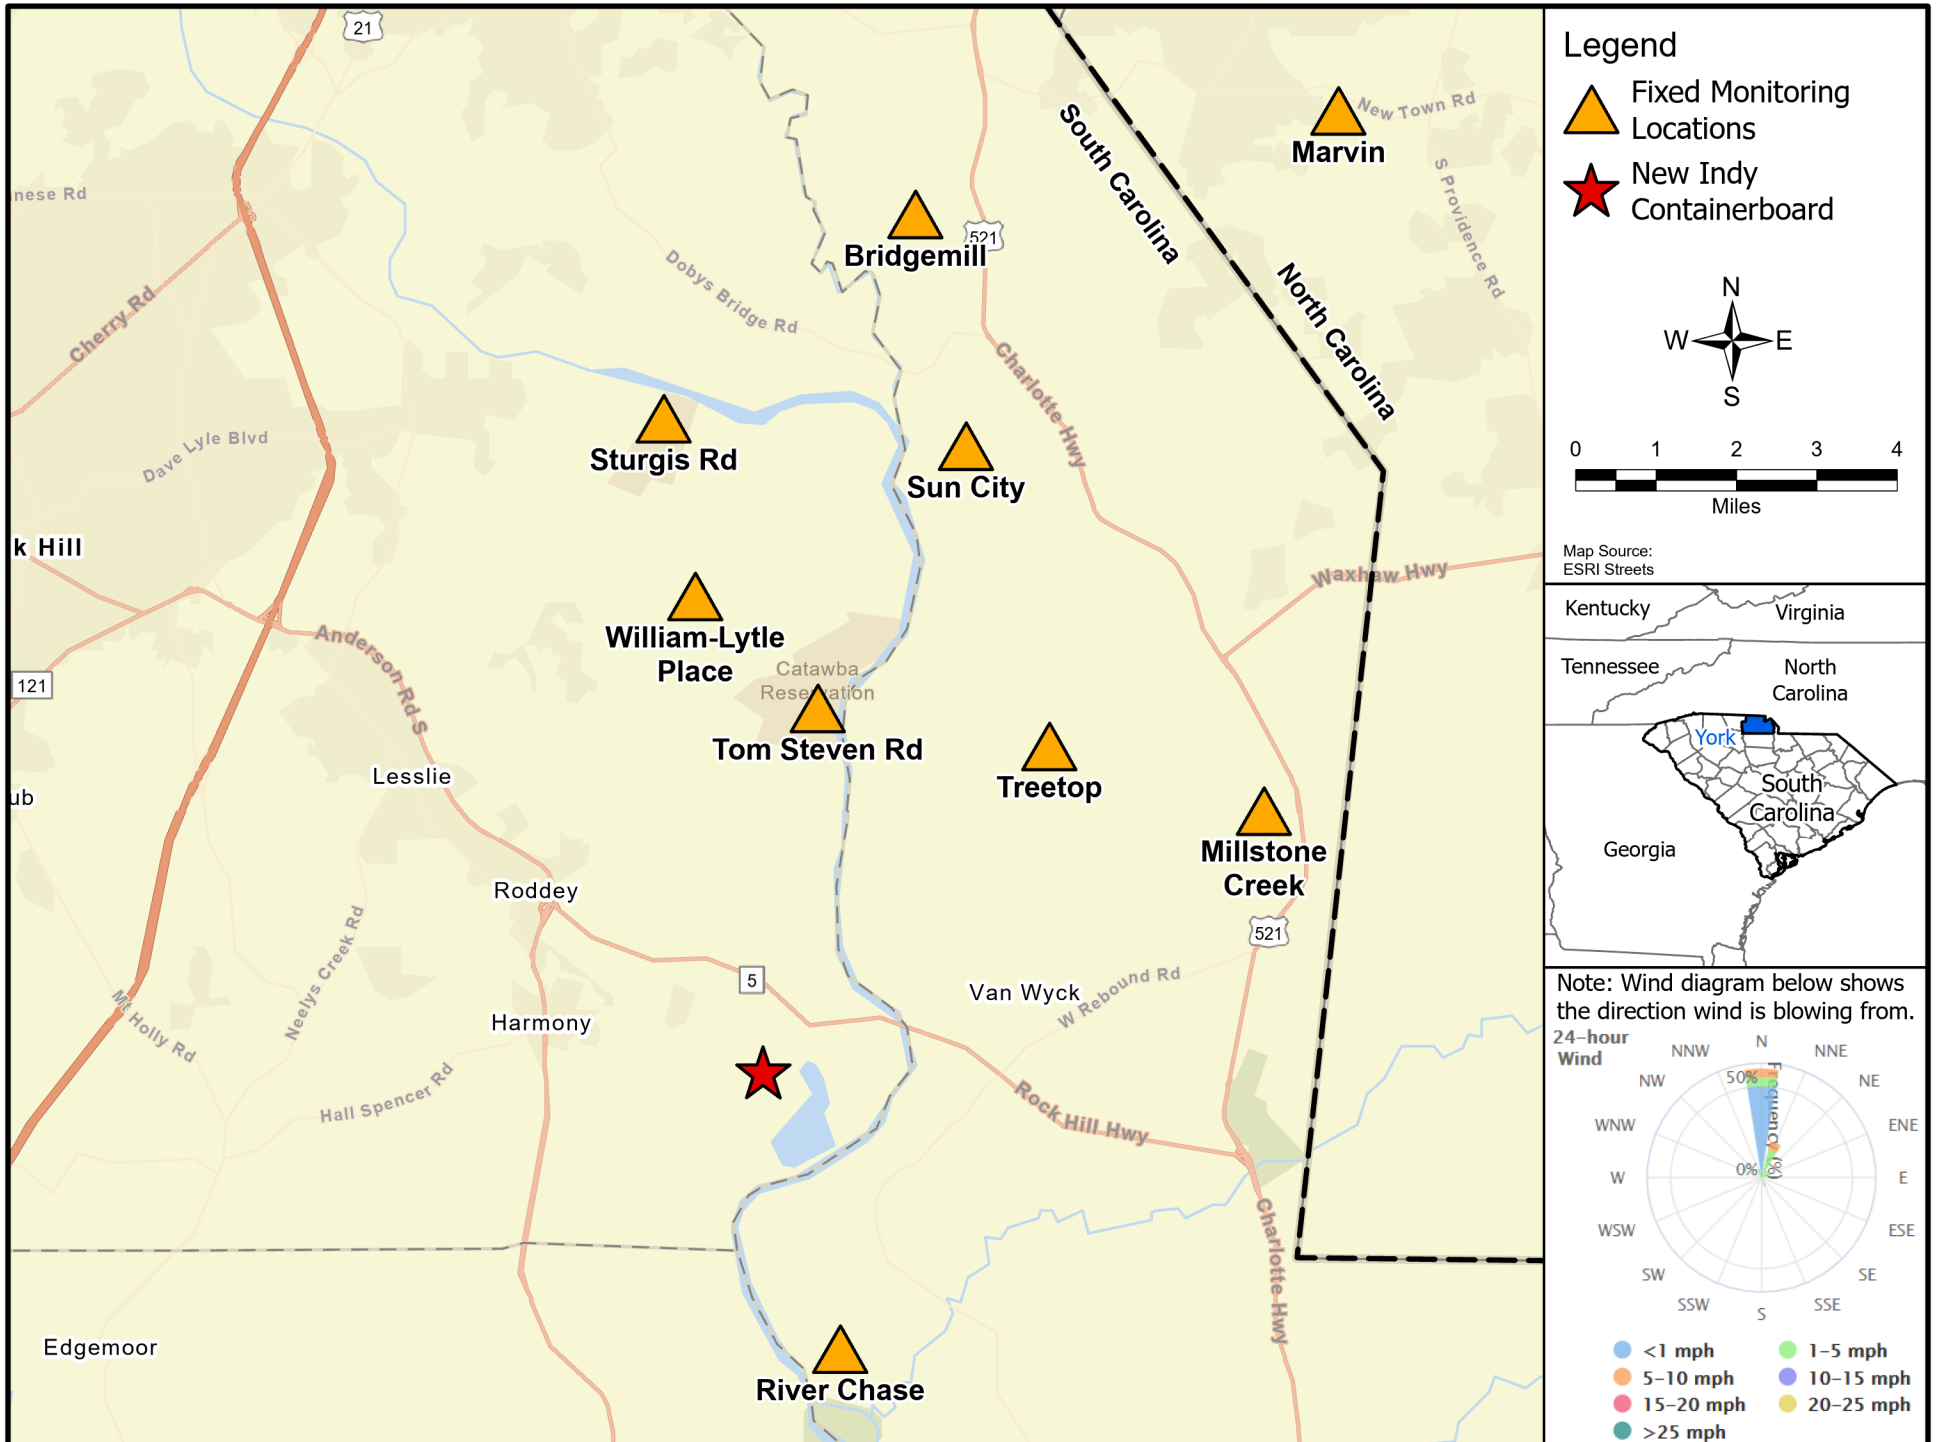 21
New Town Rd
Marvin
South Carolina
S Providence Rd
nese Rd
521
Bridgemill
Dobys Bridge Rd
North Carolina
Cherry Rd
Charlotte Hwy
Dave Lyle Blvd
Sturgis Rd
Sun City
k Hill
Waxhaw Hwy
William-Lytle
Place
Anderson Rd S
121
Catawba
Reservation
Tom Steven Rd
Lesslie
Treetop
ub
Millstone
Creek
Roddey
521
Neelys Creek Rd
5
Van Wyck
W Rebound Rd
Mt Holly Rd
Harmony
Hall Spencer Rd
Rock Hill Hwy
Charlotte Hwy
Edgemoor
River Chase
Legend
Fixed Monitoring
Locations
New Indy
Containerboard
N
W
E
S
0 1 2 3 4
Miles
Map Source:
ESRI Streets
Kentucky
Virginia
Tennessee
North
Carolina
York
South
Carolina
Georgia
Note: Wind diagram below shows
the direction wind is blowing from.
24-hour
Wind
N
NNW
NNE
NW
NE
50%
Frequency (%)
WNW
ENE
0%
W
E
WSW
ESE
SW
SE
SSW
SSE
S
<1 mph
1-5 mph
5-10 mph
10-15 mph
15-20 mph
20-25 mph
>25 mph